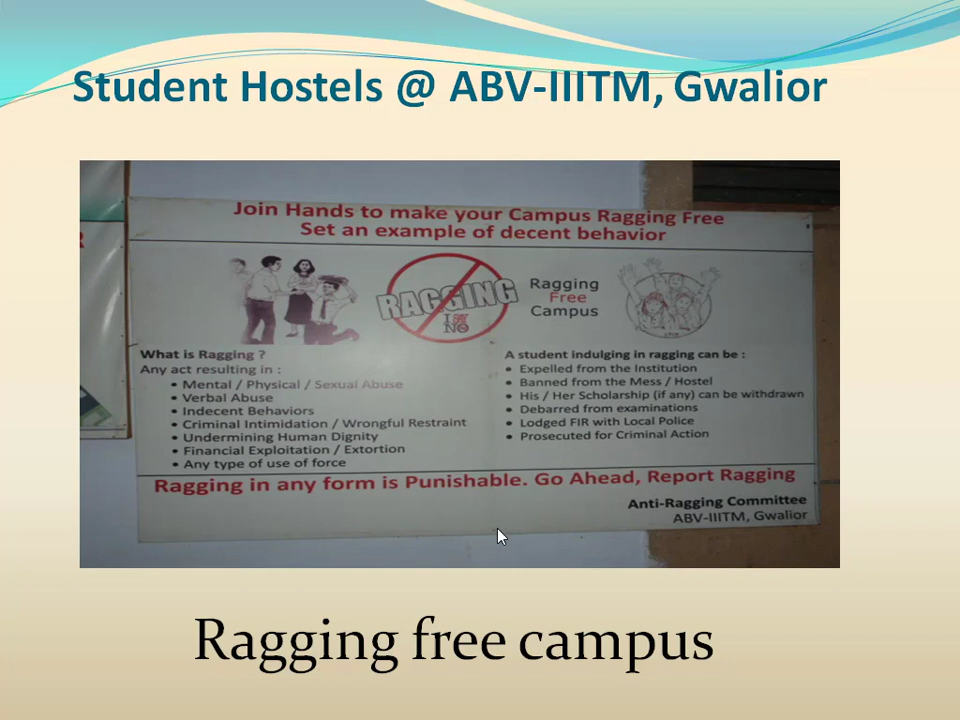 Student Hostels @ ABV-IIITM, Gwalior
Join Hands to make your Campus Ragging Free
Set an example of decent behavior
RAGGING
NO
Ragging
Free
Campus
What is Ragging ?
Any act resulting in :
• Mental / Physical / Sexual Abuse
• Verbal Abuse
• Indecent Behaviors
• Criminal Intimidation / Wrongful Restraint
• Undermining Human Dignity
• Financial Exploitation / Extortion
• Any type of use of force
A student indulging in ragging can be :
• Expelled from the Institution
• Banned from the Mess / Hostel
• His / Her Scholarship (if any) can be withdrawn
• Debarred from examinations
• Lodged FIR with Local Police
• Prosecuted for Criminal Action
Ragging in any form is Punishable. Go Ahead, Report Ragging
Anti-Ragging Committee
ABV-IIITM, Gwalior
Ragging free campus